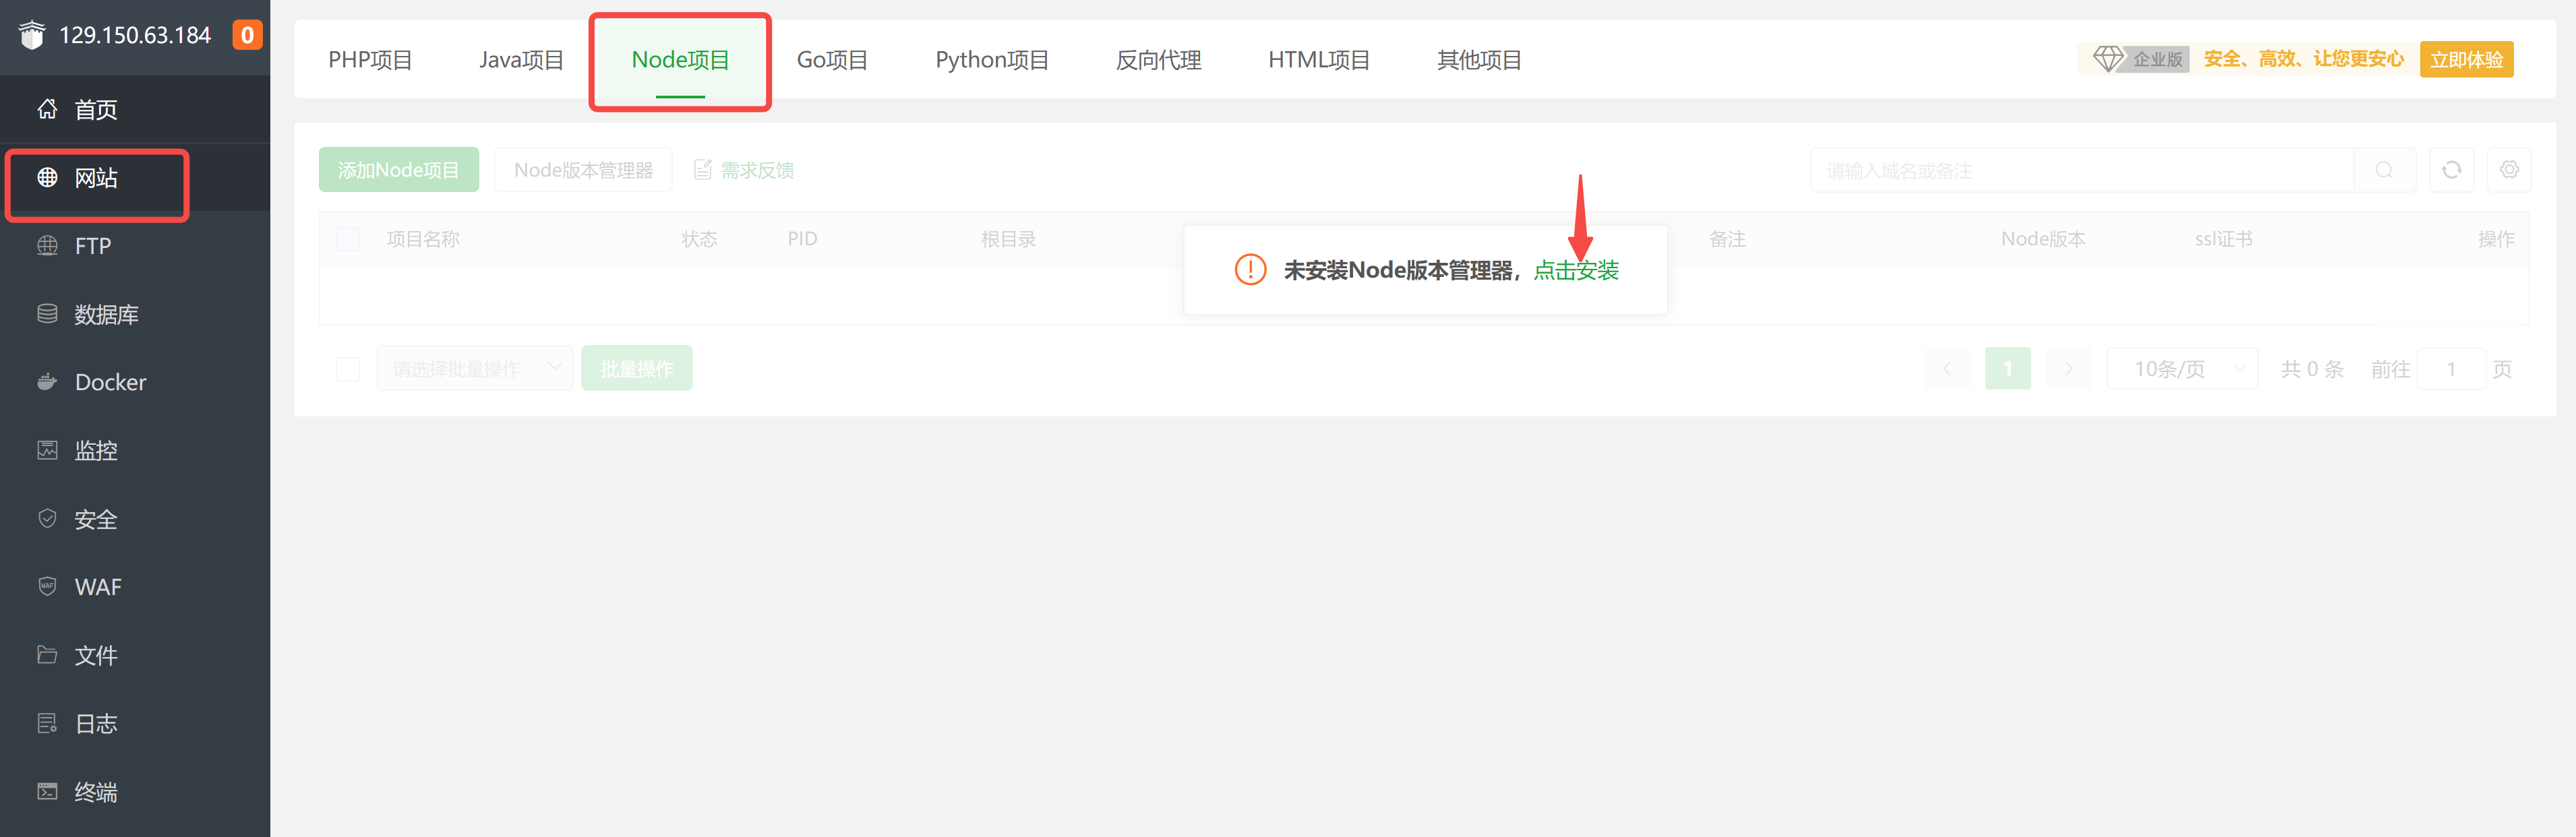 129.150.63.184 0
首页
网站
FTP
数据库
Docker
监控
安全
WAF
文件
日志
终端
PHP项目 Java项目 Node项目 Go项目 Python项目 反向代理 HTML项目 其他项目
企业版 安全、高效、让您更安心 立即体验
添加Node项目 Node版本管理器 需求反馈 请输入域名或备注
项目名称 状态 PID 根目录 备注 Node版本 ssl证书 操作
未安装Node版本管理器，点击安装
请选择批量操作 批量操作 1 10条/页 共 0 条 前往 1 页